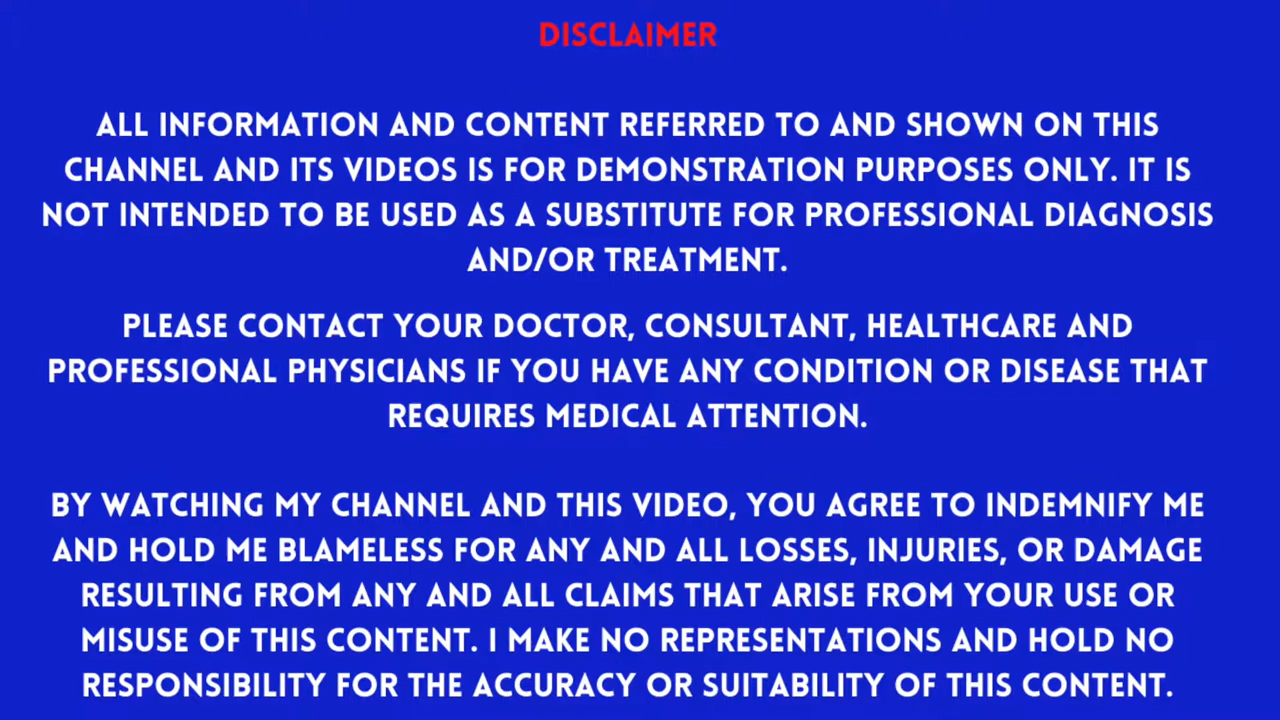 DISCLAIMER
ALL INFORMATION AND CONTENT REFERRED TO AND SHOWN ON THIS
CHANNEL AND ITS VIDEOS IS FOR DEMONSTRATION PURPOSES ONLY. IT IS
NOT INTENDED TO BE USED AS A SUBSTITUTE FOR PROFESSIONAL DIAGNOSIS
AND/OR TREATMENT.
PLEASE CONTACT YOUR DOCTOR, CONSULTANT, HEALTHCARE AND
PROFESSIONAL PHYSICIANS IF YOU HAVE ANY CONDITION OR DISEASE THAT
REQUIRES MEDICAL ATTENTION.
BY WATCHING MY CHANNEL AND THIS VIDEO, YOU AGREE TO INDEMNIFY ME
AND HOLD ME BLAMELESS FOR ANY AND ALL LOSSES, INJURIES, OR DAMAGE
RESULTING FROM ANY AND ALL CLAIMS THAT ARISE FROM YOUR USE OR
MISUSE OF THIS CONTENT. I MAKE NO REPRESENTATIONS AND HOLD NO
RESPONSIBILITY FOR THE ACCURACY OR SUITABILITY OF THIS CONTENT.